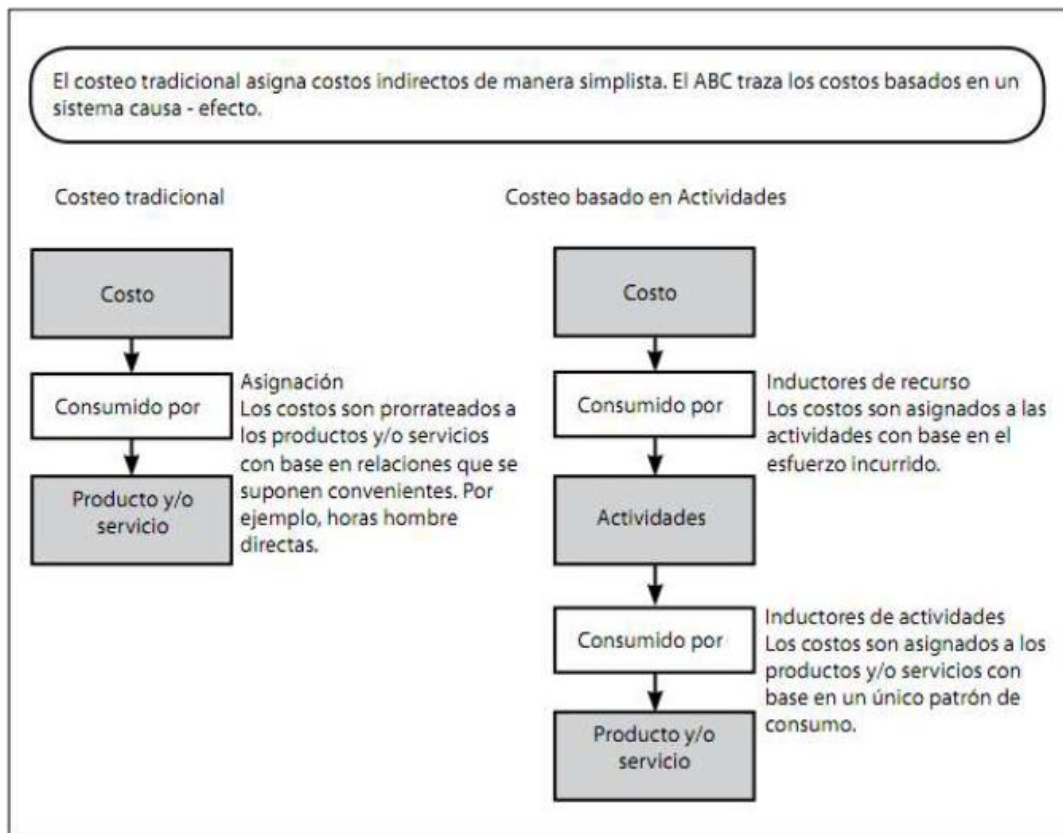 El costeo tradicional asigna costos indirectos de manera simplista. El ABC traza los costos basados en un
sistema causa - efecto.
Costeo tradicional
Costo
Consumido por
Asignación
Los costos son prorrateados a
los productos y/o servicios
con base en relaciones que se
suponen convenientes. Por
ejemplo, horas hombre
directas.
Producto y/o
servicio
Costeo basado en Actividades
Costo
Consumido por
Inductores de recurso
Los costos son asignados a las
actividades con base en el
esfuerzo incurrido.
Actividades
Consumido por
Inductores de actividades
Los costos son asignados a los
productos y/o servicios con
base en un único patrón de
consumo.
Producto y/o
servicio